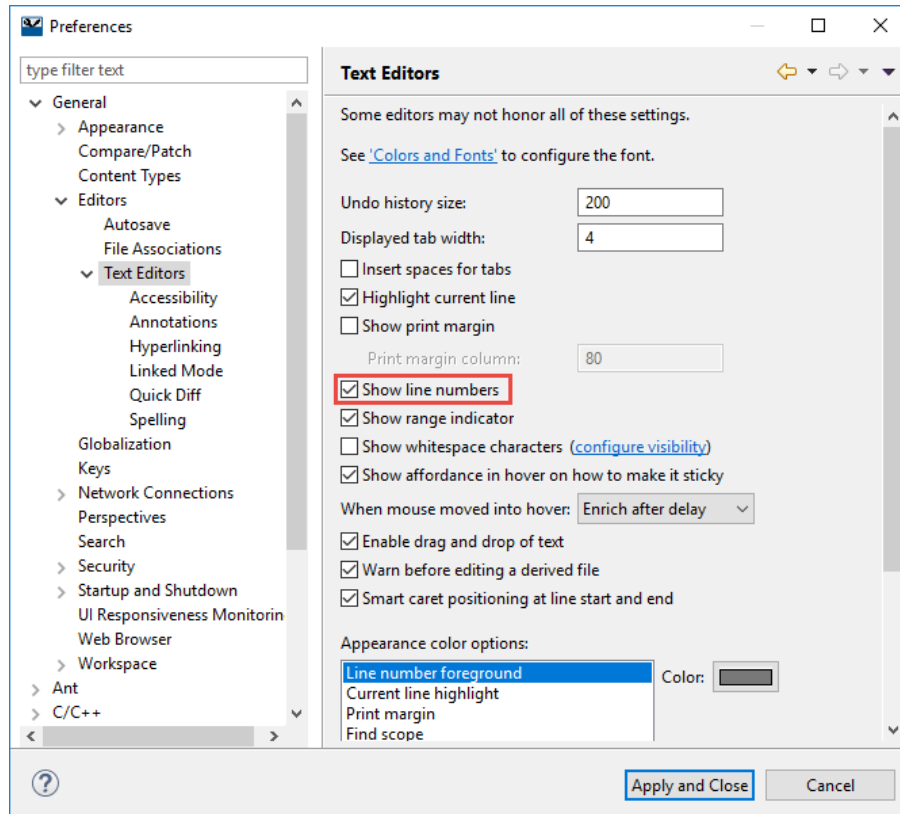 Preferences
type filter text
General
Appearance
Compare/Patch
Content Types
Editors
Autosave
File Associations
Text Editors
Accessibility
Annotations
Hyperlinking
Linked Mode
Quick Diff
Spelling
Globalization
Keys
Network Connections
Perspectives
Search
Security
Startup and Shutdown
UI Responsiveness Monitorin
Web Browser
Workspace
Ant
C/C++
Text Editors
Some editors may not honor all of these settings.
See 'Colors and Fonts' to configure the font.
Undo history size: 200
Displayed tab width: 4
Insert spaces for tabs
Highlight current line
Show print margin
Print margin column: 80
Show line numbers
Show range indicator
Show whitespace characters (configure visibility)
Show affordance in hover on how to make it sticky
When mouse moved into hover: Enrich after delay
Enable drag and drop of text
Warn before editing a derived file
Smart caret positioning at line start and end
Appearance color options:
Line number foreground
Current line highlight
Print margin
Find scope
Color:
?
Apply and Close
Cancel